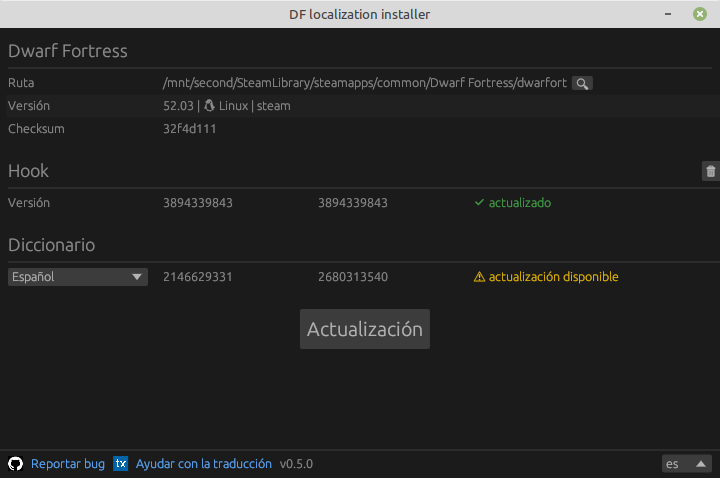 DF localization installer
Dwarf Fortress
Ruta /mnt/second/SteamLibrary/steamapps/common/Dwarf Fortress/dwarfort
Versión 52.03 | Linux | steam
Checksum 32f4d111
Hook
Versión 3894339843 3894339843 ✓ actualizado
Diccionario
Español 2146629331 2680313540 ⚠ actualización disponible
Actualización
Reportar bug tx Ayudar con la traducción v0.5.0 es